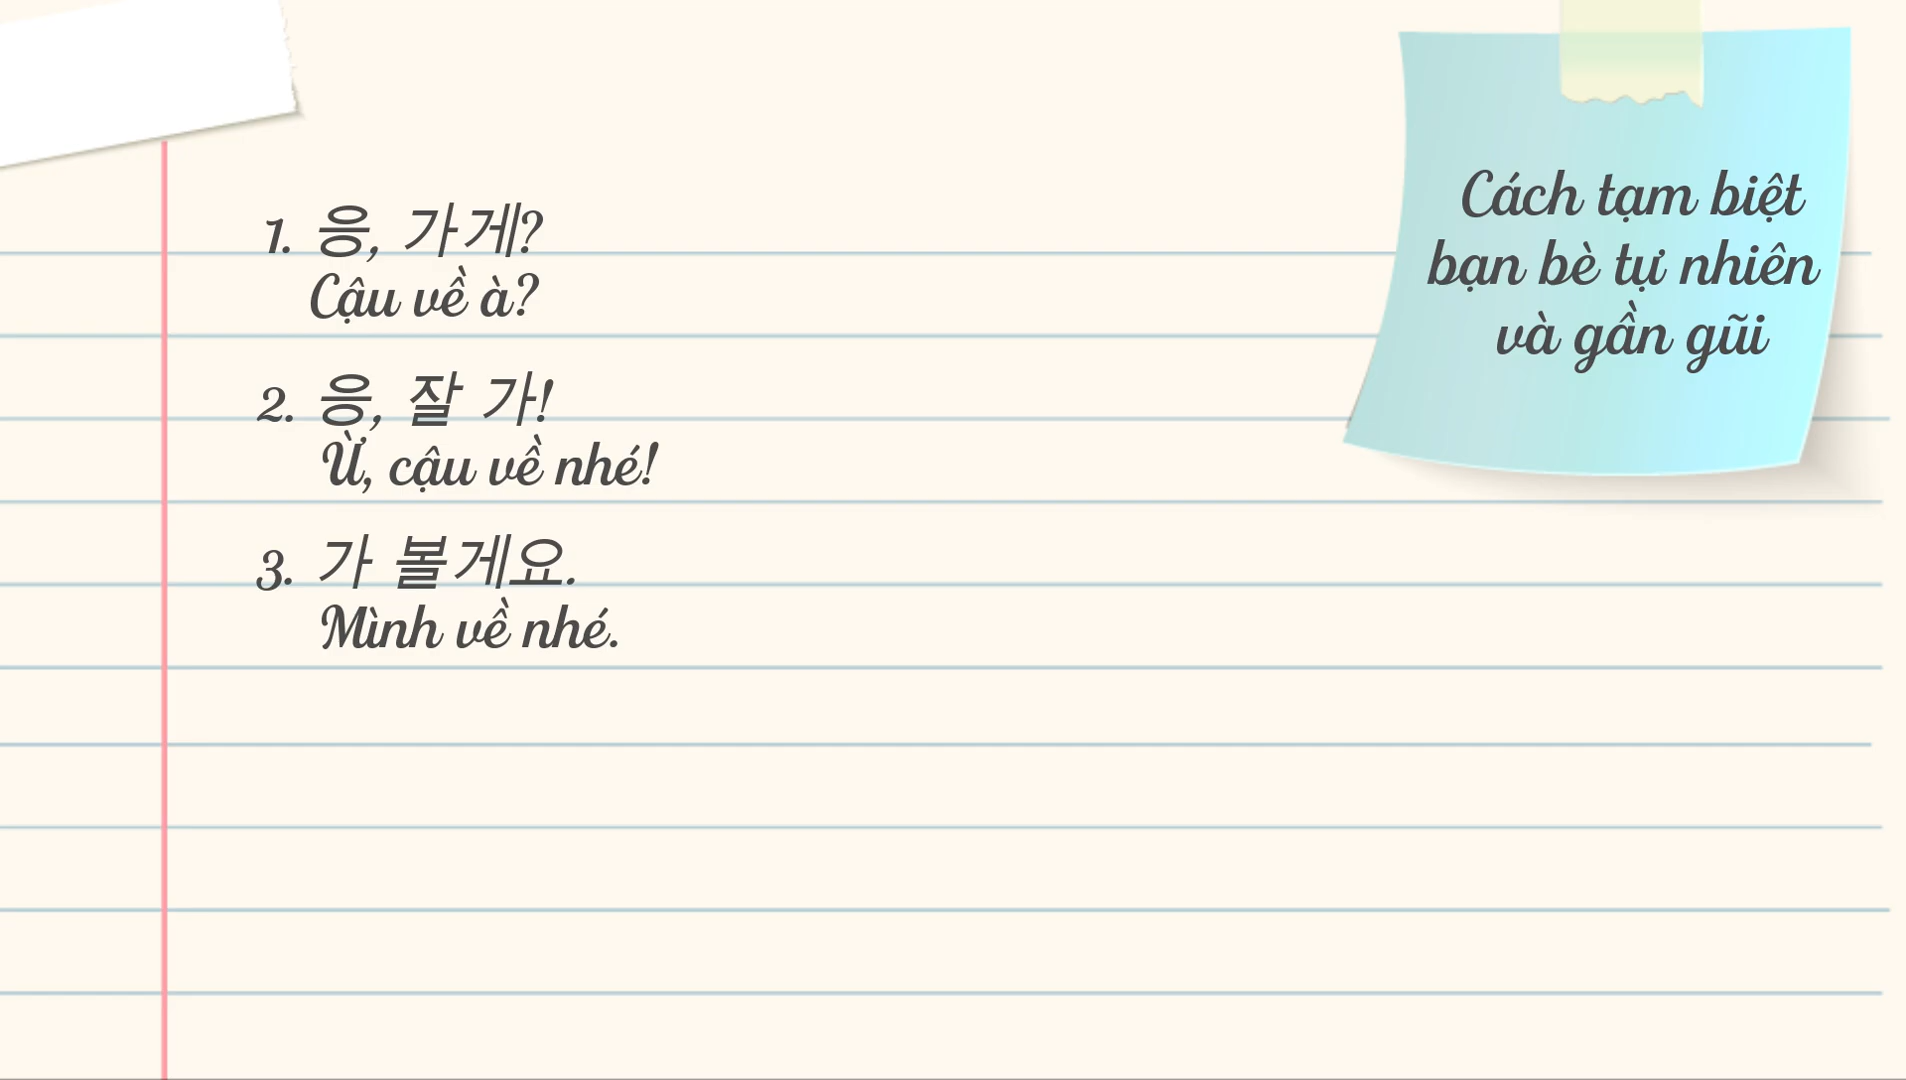 1. 응, 가게?
Cậu về à?
2. 응, 잘 가!
Ừ, cậu về nhé!
3. 가 볼게요.
Mình về nhé.
Cách tạm biệt
bạn bè tự nhiên
và gần gũi